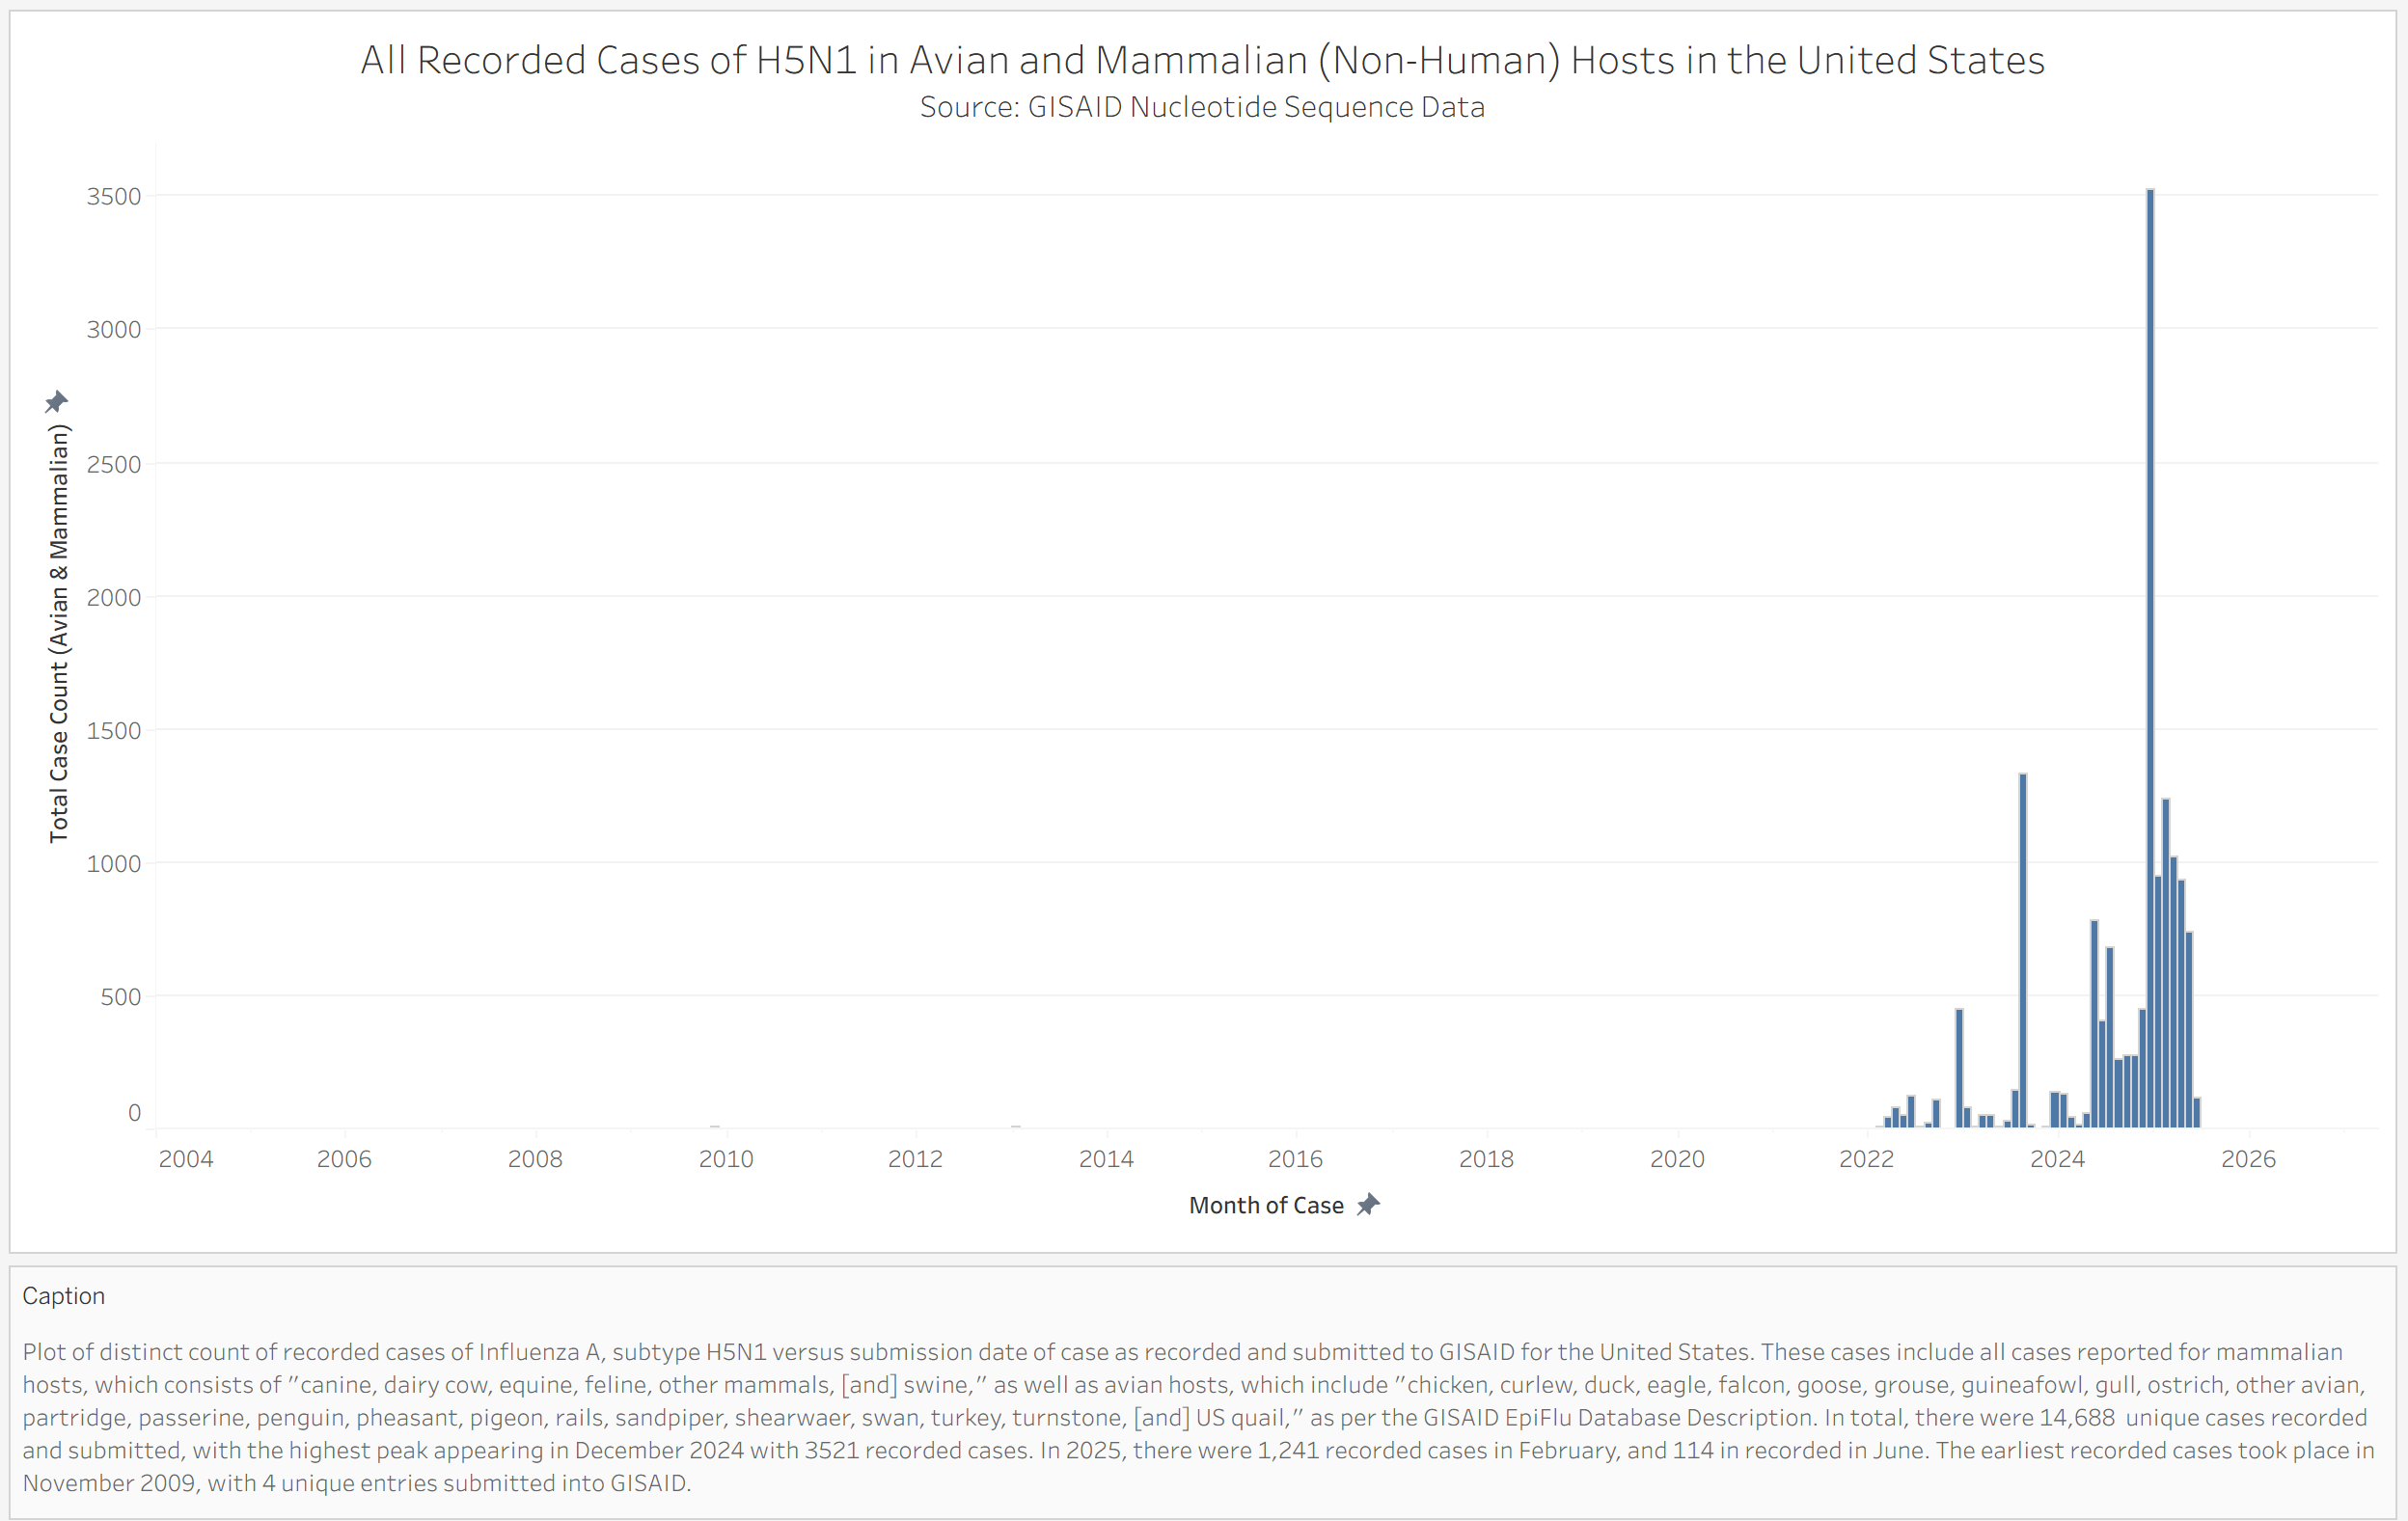 All Recorded Cases of H5N1 in Avian and Mammalian (Non-Human) Hosts in the United States
Source: GISAID Nucleotide Sequence Data
Total Case Count (Avian & Mammalian)
3500
3000
2500
2000
1500
1000
500
0
2004 2006 2008 2010 2012 2014 2016 2018 2020 2022 2024 2026
Month of Case
Caption
Plot of distinct count of recorded cases of Influenza A, subtype H5N1 versus submission date of case as recorded and submitted to GISAID for the United States. These cases include all cases reported for mammalian
hosts, which consists of "canine, dairy cow, equine, feline, other mammals, [and] swine," as well as avian hosts, which include "chicken, curlew, duck, eagle, falcon, goose, grouse, guineafowl, gull, ostrich, other avian,
partridge, passerine, penguin, pheasant, pigeon, rails, sandpiper, shearwaer, swan, turkey, turnstone, [and] US quail," as per the GISAID EpiFlu Database Description. In total, there were 14,688 unique cases recorded
and submitted, with the highest peak appearing in December 2024 with 3521 recorded cases. In 2025, there were 1,241 recorded cases in February, and 114 in recorded in June. The earliest recorded cases took place in
November 2009, with 4 unique entries submitted into GISAID.